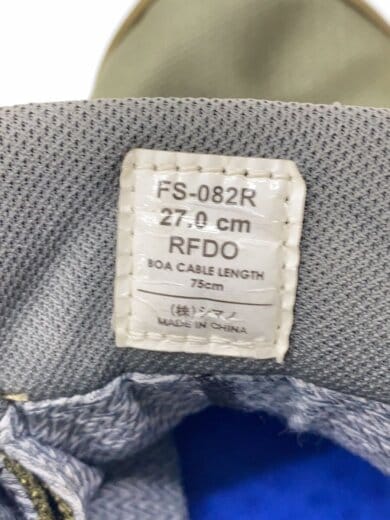 FS-082R
27.0 cm
RFDO
BOA CABLE LENGTH
75cm
(株)シマノ
MADE IN CHINA